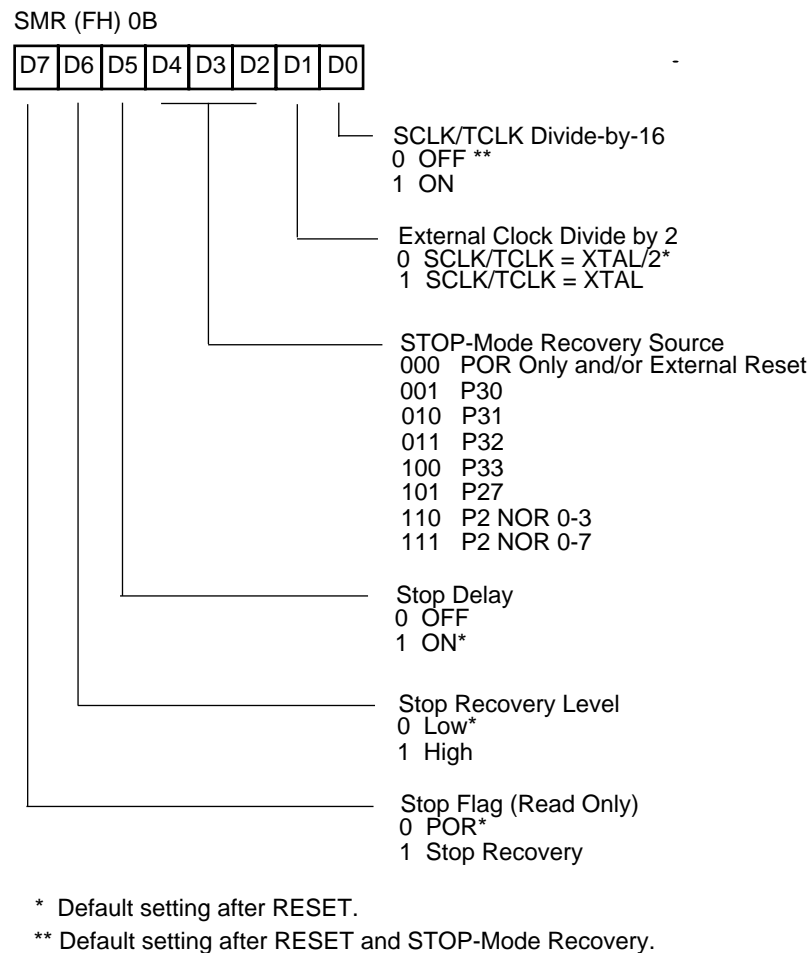 SMR (FH) 0B
D7 D6 D5 D4 D3 D2 D1 D0
-
SCLK/TCLK Divide-by-16
0 OFF **
1 ON
External Clock Divide by 2
0 SCLK/TCLK = XTAL/2*
1 SCLK/TCLK = XTAL
STOP-Mode Recovery Source
000 POR Only and/or External Reset
001 P30
010 P31
011 P32
100 P33
101 P27
110 P2 NOR 0-3
111 P2 NOR 0-7
Stop Delay
0 OFF
1 ON*
Stop Recovery Level
0 Low*
1 High
Stop Flag (Read Only)
0 POR*
1 Stop Recovery
* Default setting after RESET.
** Default setting after RESET and STOP-Mode Recovery.